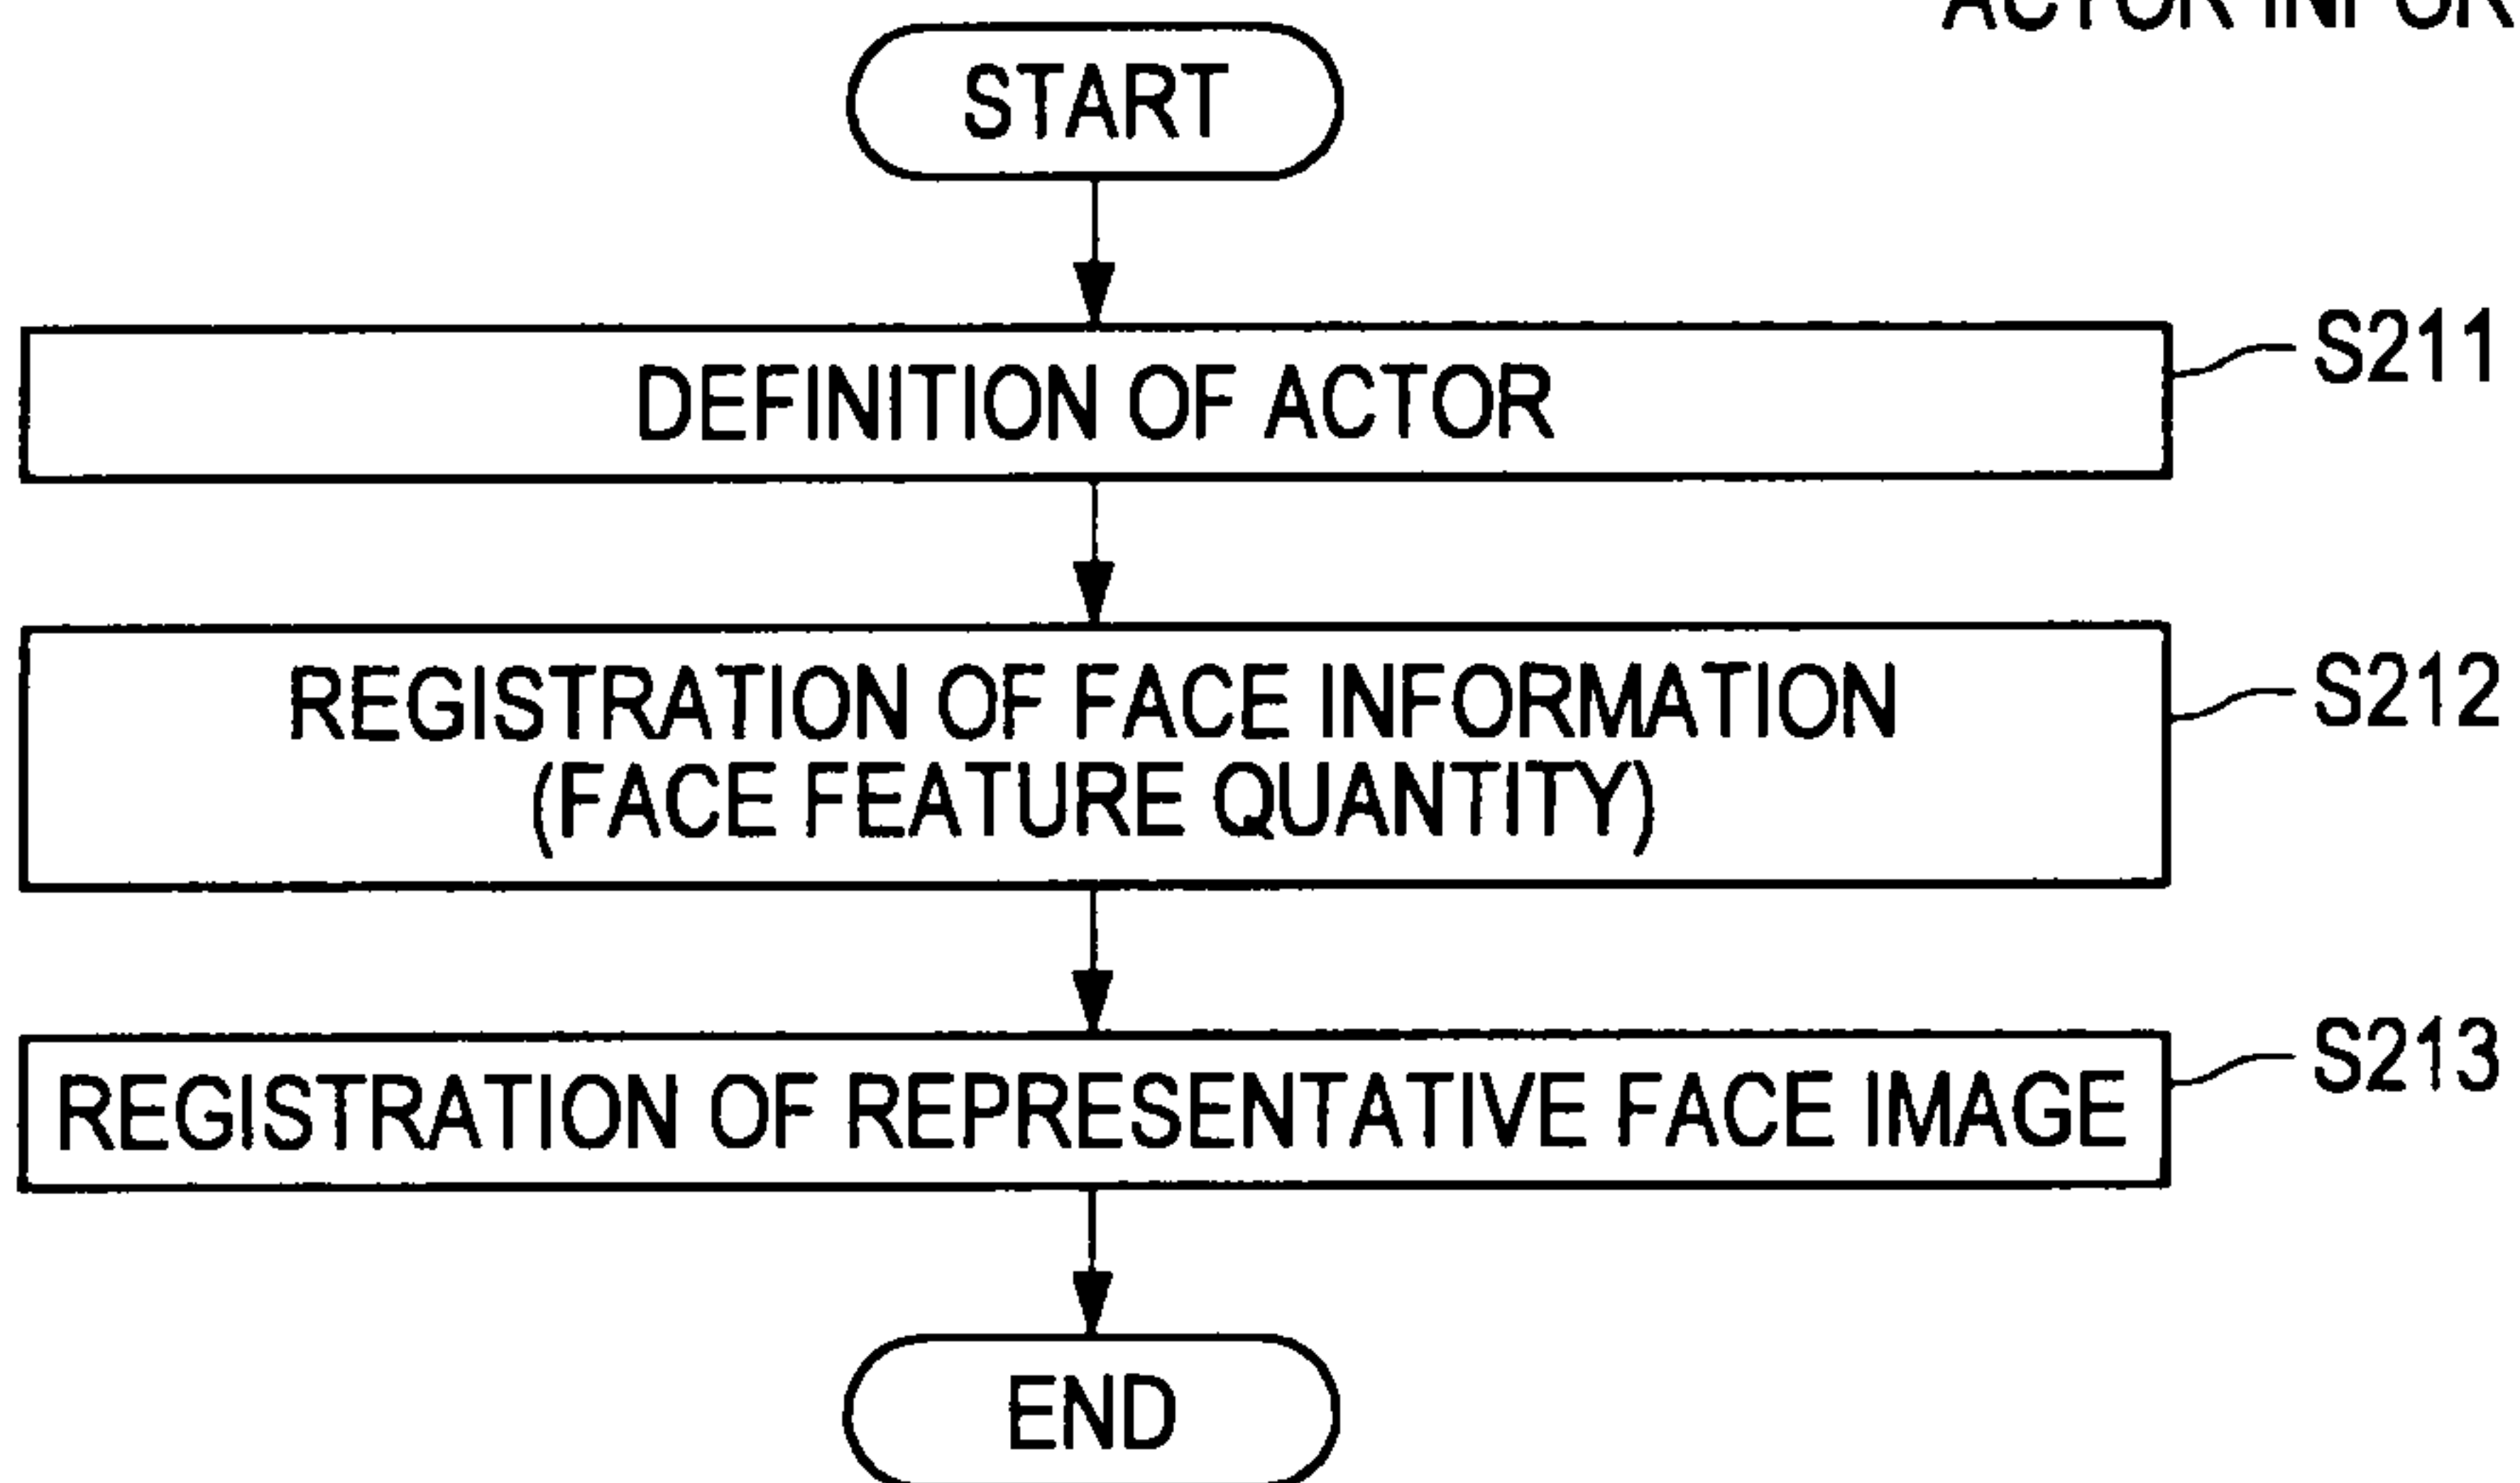 START
DEFINITION OF ACTOR
S211
REGISTRATION OF FACE INFORMATION
(FACE FEATURE QUANTITY)
S212
REGISTRATION OF REPRESENTATIVE FACE IMAGE
S213
END